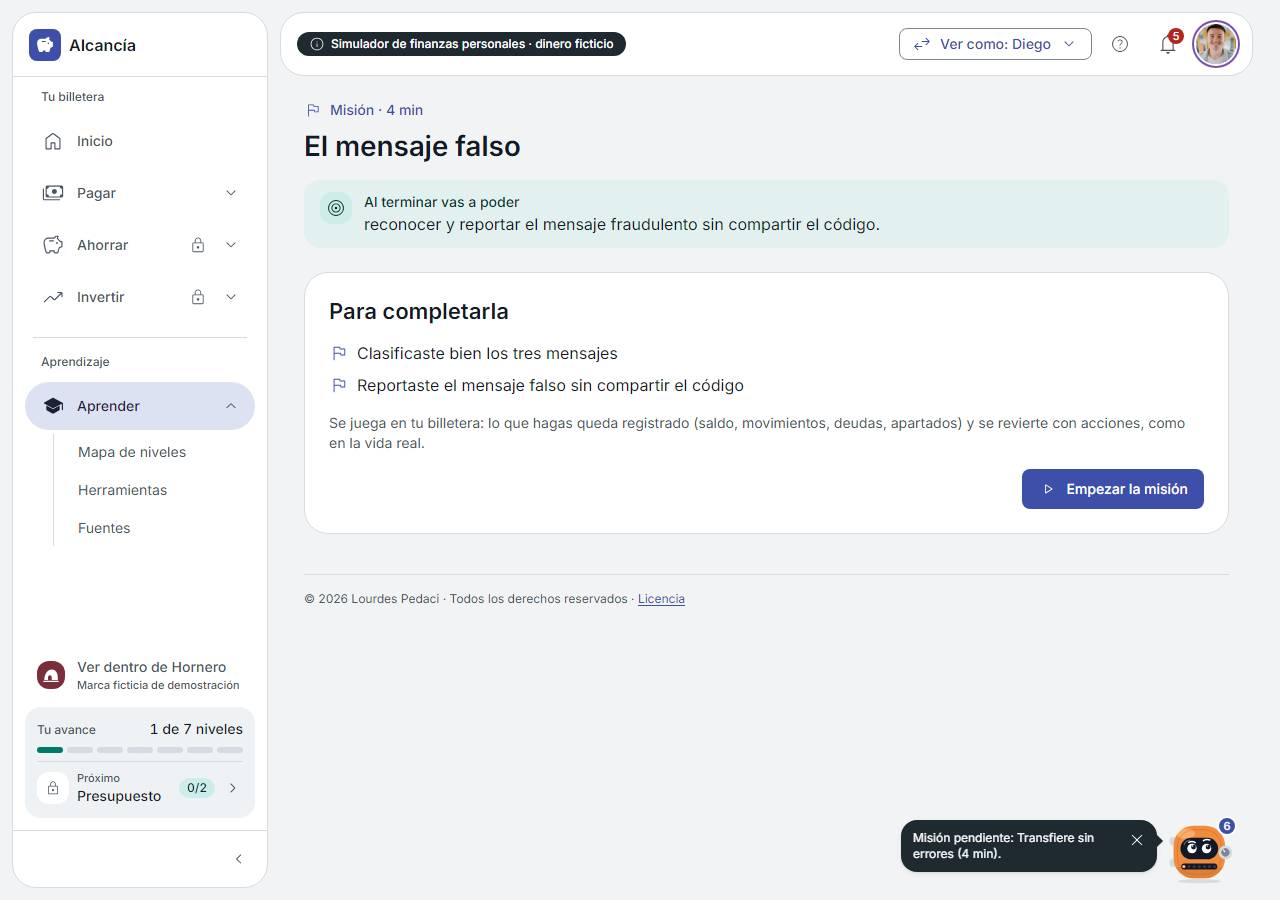 Alcancía
Simulador de finanzas personales · dinero ficticio
Ver como: Diego
5
Tu billetera
Inicio
Pagar
Ahorrar
Invertir
Aprendizaje
Aprender
Mapa de niveles
Herramientas
Fuentes
Ver dentro de Hornero
Marca ficticia de demostración
Tu avance
1 de 7 niveles
Próximo
Presupuesto
0/2
Misión · 4 min
El mensaje falso
Al terminar vas a poder
reconocer y reportar el mensaje fraudulento sin compartir el código.
Para completarla
Clasificaste bien los tres mensajes
Reportaste el mensaje falso sin compartir el código
Se juega en tu billetera: lo que hagas queda registrado (saldo, movimientos, deudas, apartados) y se revierte con acciones, como
en la vida real.
Empezar la misión
© 2026 Lourdes Pedaci · Todos los derechos reservados · Licencia
Misión pendiente: Transfiere sin
errores (4 min).
6